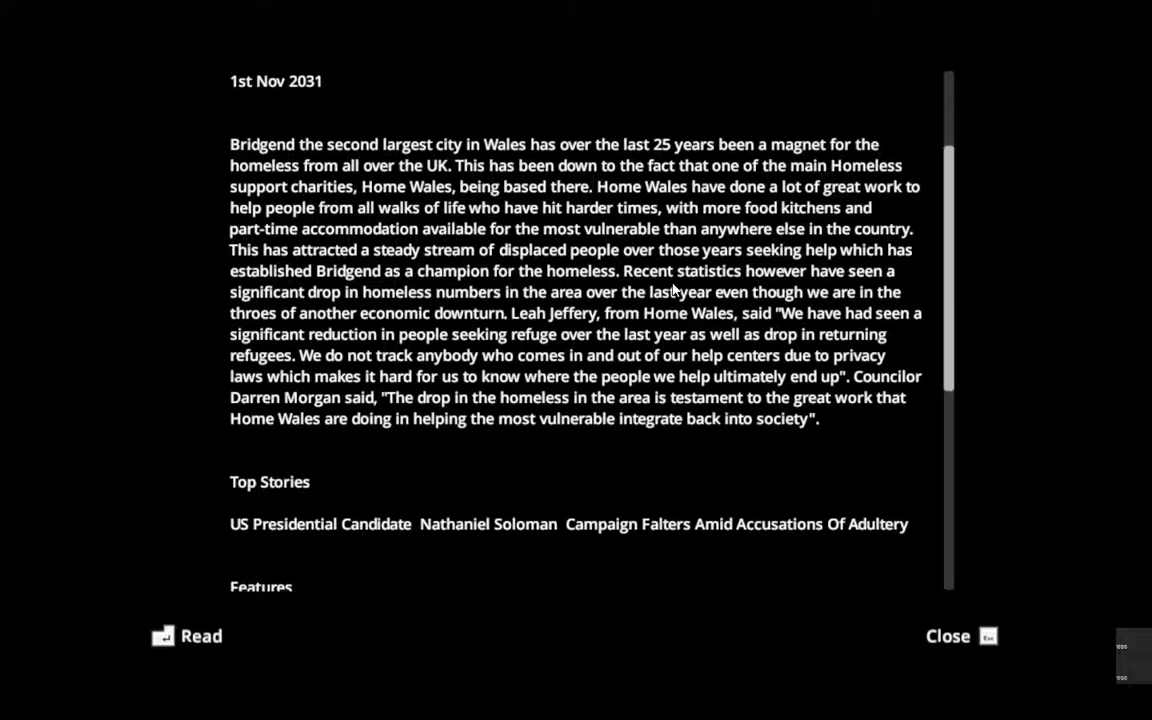 1st Nov 2031
Bridgend the second largest city in Wales has over the last 25 years been a magnet for the
homeless from all over the UK. This has been down to the fact that one of the main Homeless
support charities, Home Wales, being based there. Home Wales have done a lot of great work to
help people from all walks of life who have hit harder times, with more food kitchens and
part-time accommodation available for the most vulnerable than anywhere else in the country.
This has attracted a steady stream of displaced people over those years seeking help which has
established Bridgend as a champion for the homeless. Recent statistics however have seen a
significant drop in homeless numbers in the area over the last year even though we are in the
throes of another economic downturn. Leah Jeffery, from Home Wales, said "We have had seen a
significant reduction in people seeking refuge over the last year as well as drop in returning
refugees. We do not track anybody who comes in and out of our help centers due to privacy
laws which makes it hard for us to know where the people we help ultimately end up". Councilor
Darren Morgan said, "The drop in the homeless in the area is testament to the great work that
Home Wales are doing in helping the most vulnerable integrate back into society".
Top Stories
US Presidential Candidate Nathaniel Soloman Campaign Falters Amid Accusations Of Adultery
Features
Read
Close Esc